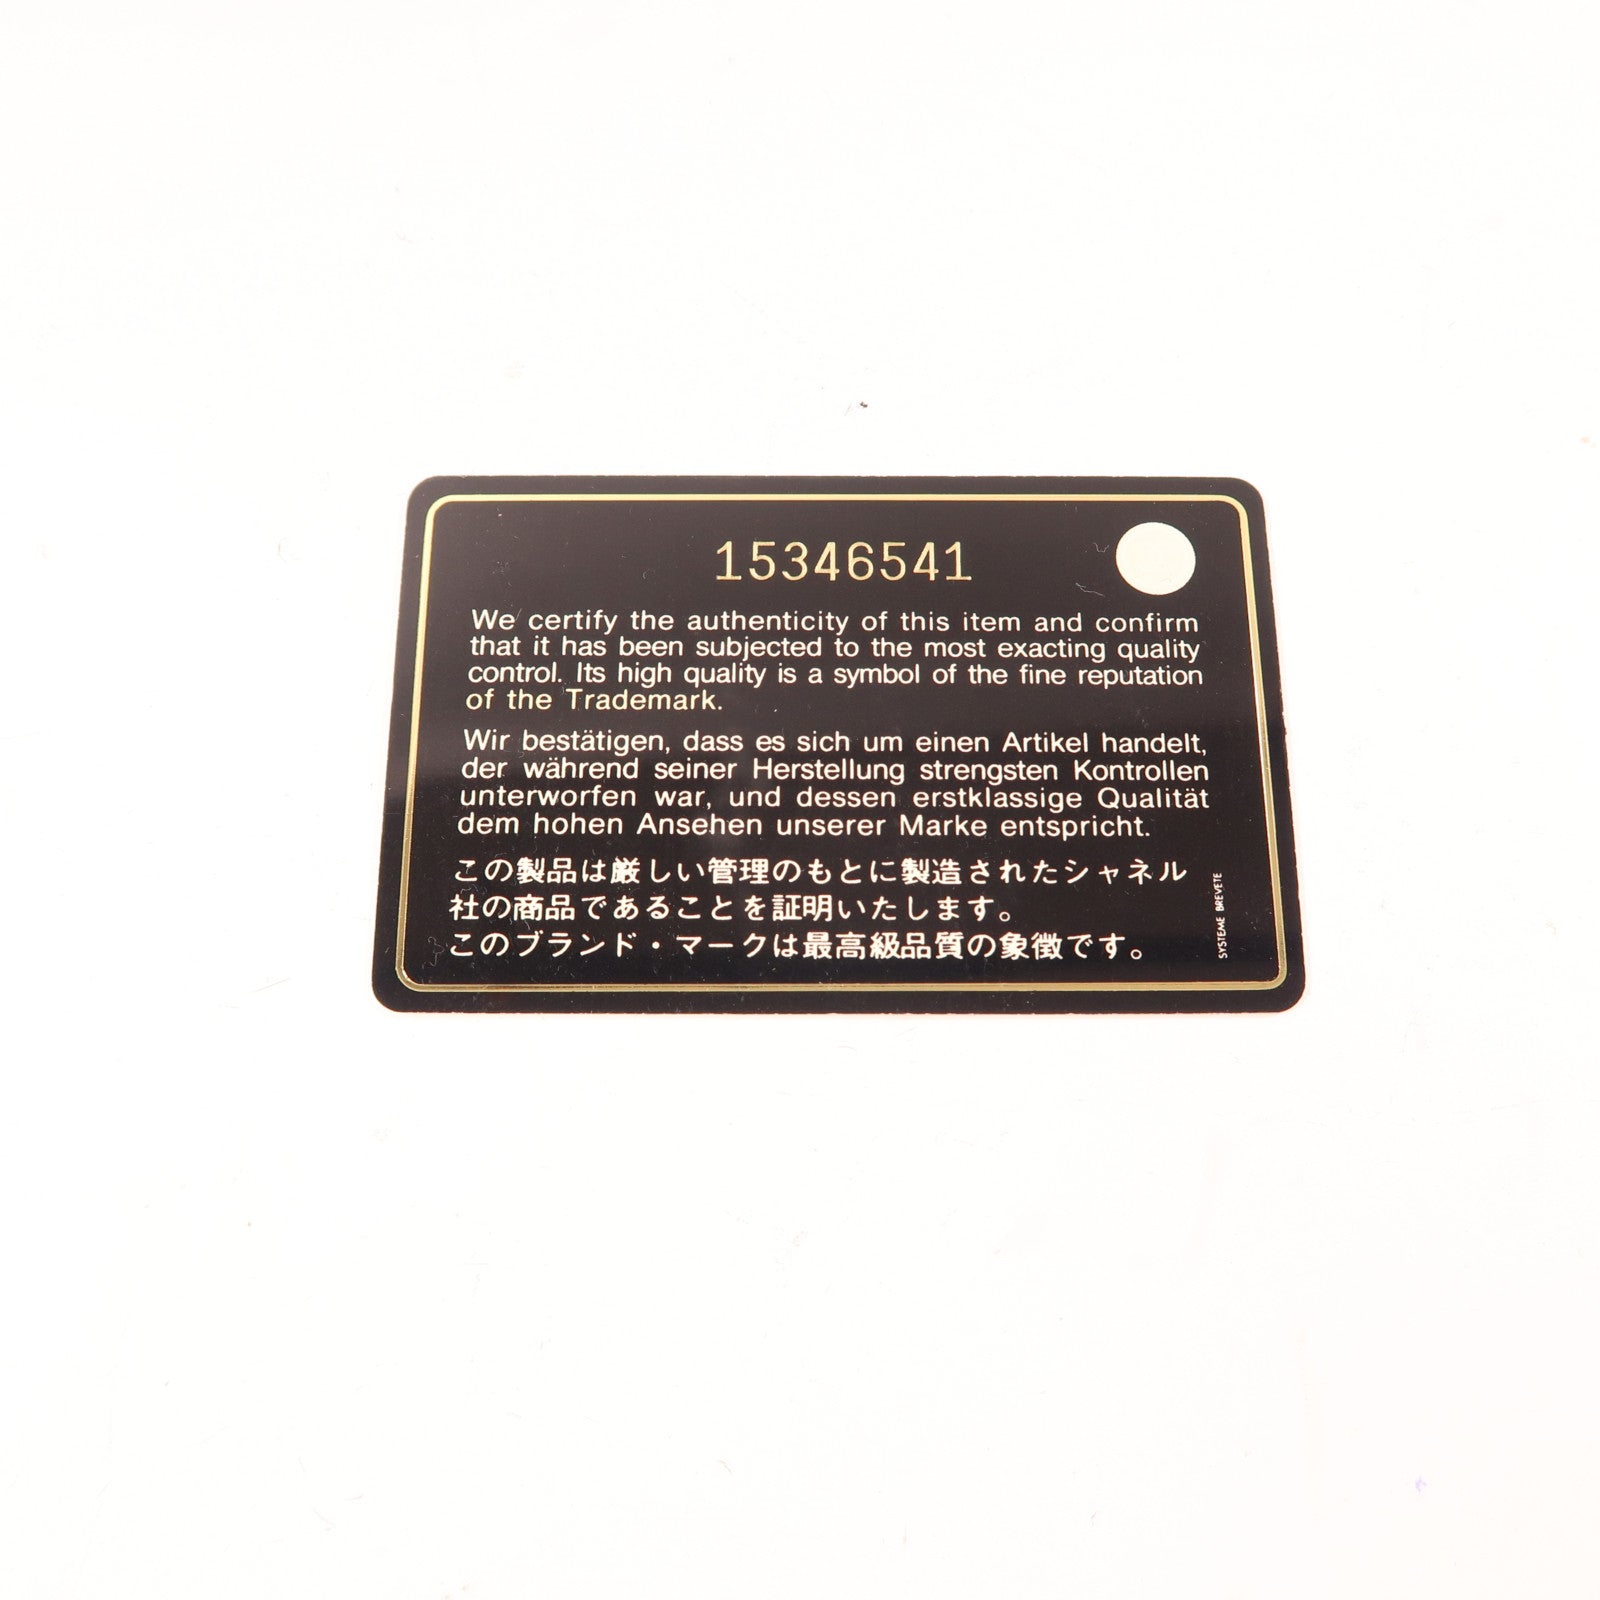 15346541
We certify the authenticity of this item and confirm
that it has been subjected to the most exacting quality
control. Its high quality is a symbol of the fine reputation
of the Trademark.
Wir bestätigen, dass es sich um einen Artikel handelt,
der während seiner Herstellung strengsten Kontrollen
unterworfen war, und dessen erstklassige Qualität
dem hohen Ansehen unserer Marke entspricht.
この製品は厳しい管理のもとに製造されたシャネル
社の商品であることを証明いたします。
このブランド・マークは最高級品質の象徴です。
SYSTEME BREVETE